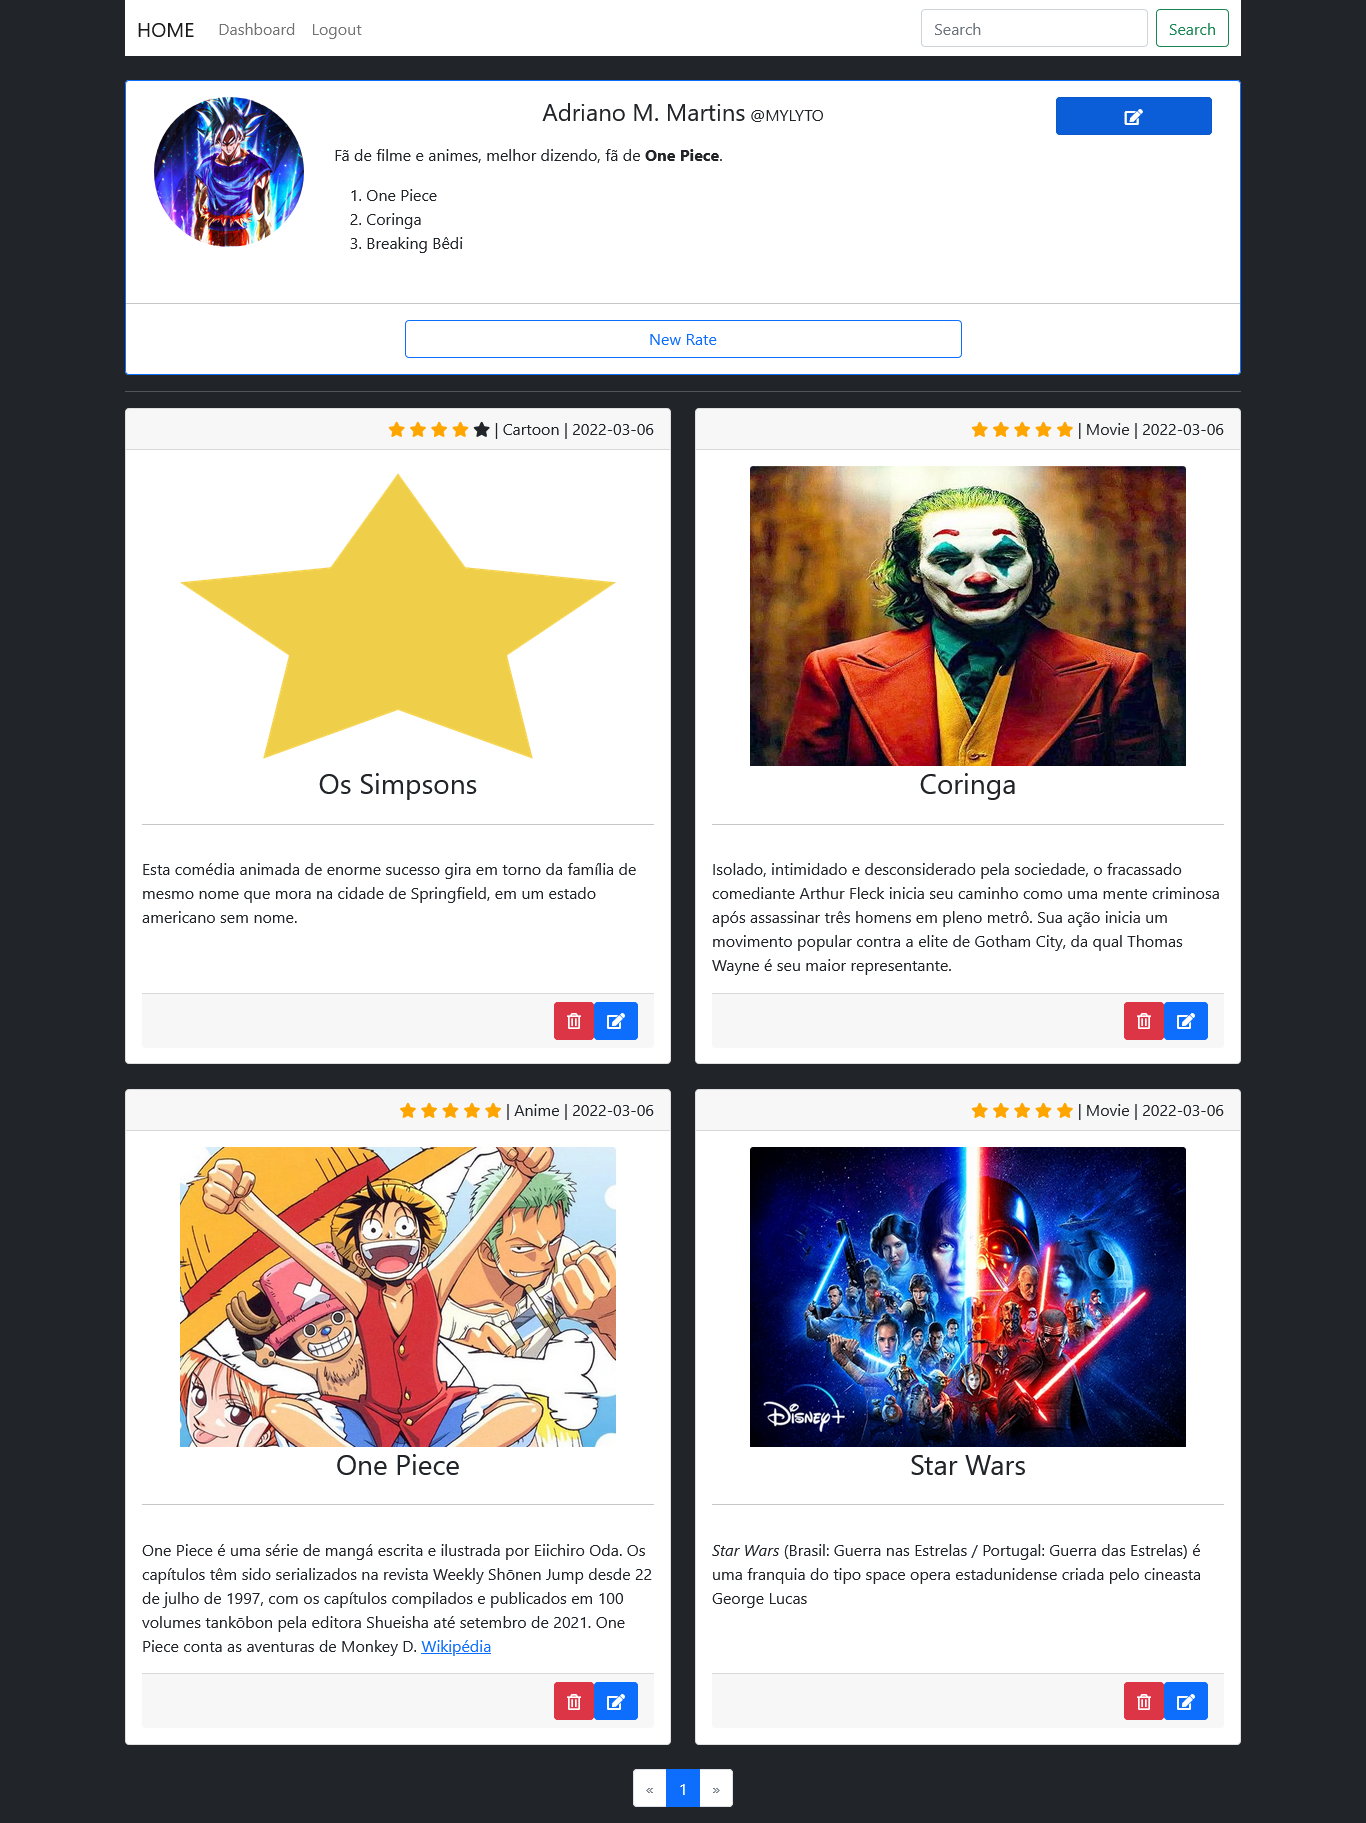 HOME Dashboard Logout Search Search
Adriano M. Martins @MYLYTO
Fã de filme e animes, melhor dizendo, fã de One Piece.
1. One Piece
2. Coringa
3. Breaking Bêdi
New Rate
| Cartoon | 2022-03-06
Os Simpsons
Esta comédia animada de enorme sucesso gira em torno da família de
mesmo nome que mora na cidade de Springfield, em um estado
americano sem nome.
| Movie | 2022-03-06
Coringa
Isolado, intimidado e desconsiderado pela sociedade, o fracassado
comediante Arthur Fleck inicia seu caminho como uma mente criminosa
após assassinar três homens em pleno metrô. Sua ação inicia um
movimento popular contra a elite de Gotham City, da qual Thomas
Wayne é seu maior representante.
| Anime | 2022-03-06
One Piece
One Piece é uma série de mangá escrita e ilustrada por Eiichiro Oda. Os
capítulos têm sido serializados na revista Weekly Shōnen Jump desde 22
de julho de 1997, com os capítulos compilados e publicados em 100
volumes tankōbon pela editora Shueisha até setembro de 2021. One
Piece conta as aventuras de Monkey D. Wikipédia
| Movie | 2022-03-06
Disney+
Star Wars
Star Wars (Brasil: Guerra nas Estrelas / Portugal: Guerra das Estrelas) é
uma franquia do tipo space opera estadunidense criada pelo cineasta
George Lucas
« 1 »